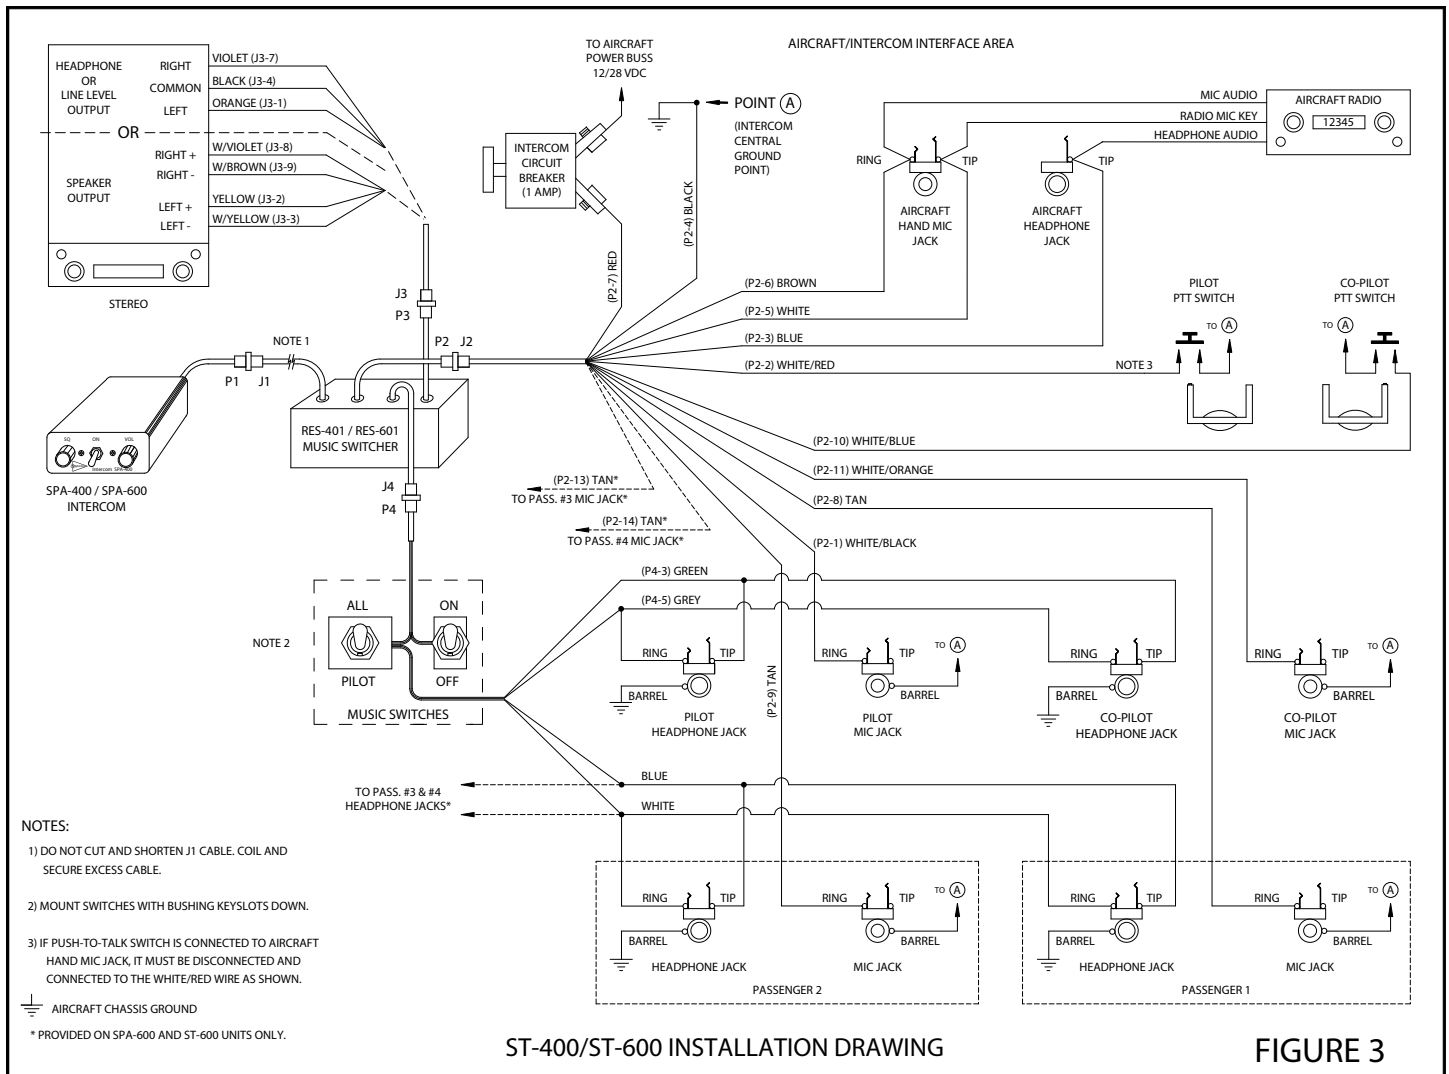 HEADPHONE
OR
LINE LEVEL
OUTPUT
RIGHT
COMMON
LEFT
VIOLET (J3-7)
BLACK (J3-4)
ORANGE (J3-1)
OR
SPEAKER
OUTPUT
RIGHT +
RIGHT -
LEFT +
LEFT -
W/VIOLET (J3-8)
W/BROWN (J3-9)
YELLOW (J3-2)
W/YELLOW (J3-3)
STEREO
J3
P3
TO AIRCRAFT
POWER BUSS
12/28 VDC
INTERCOM
CIRCUIT
BREAKER
(1 AMP)
AIRCRAFT/INTERCOM INTERFACE AREA
POINT A
(INTERCOM
CENTRAL
GROUND
POINT)
MIC AUDIO
RADIO MIC KEY
HEADPHONE AUDIO
AIRCRAFT RADIO
12345
RING
TIP
AIRCRAFT
HAND MIC
JACK
TIP
AIRCRAFT
HEADPHONE
JACK
(P2-4) BLACK
(P2-7) RED
(P2-6) BROWN
(P2-5) WHITE
(P2-3) BLUE
(P2-2) WHITE/RED
NOTE 3
PILOT
PTT SWITCH
TO A
CO-PILOT
PTT SWITCH
TO A
NOTE 1
P1
J1
P2
J2
SQ
ON
VOL
Intercom SPA-400
SPA-400 / SPA-600
INTERCOM
RES-401 / RES-601
MUSIC SWITCHER
J4
P4
(P2-10) WHITE/BLUE
(P2-11) WHITE/ORANGE
(P2-8) TAN
(P2-13) TAN*
TO PASS. #3 MIC JACK*
(P2-14) TAN*
TO PASS. #4 MIC JACK*
(P2-1) WHITE/BLACK
(P2-9) TAN
NOTE 2
ALL
PILOT
ON
OFF
MUSIC SWITCHES
(P4-3) GREEN
(P4-5) GREY
RING
TIP
BARREL
PILOT
HEADPHONE JACK
RING
TIP
TO A
BARREL
PILOT
MIC JACK
RING
TIP
BARREL
CO-PILOT
HEADPHONE JACK
RING
TIP
TO A
BARREL
CO-PILOT
MIC JACK
TO PASS. #3 & #4
HEADPHONE JACKS*
BLUE
WHITE
RING
TIP
BARREL
HEADPHONE JACK
RING
TIP
TO A
BARREL
MIC JACK
PASSENGER 2
RING
TIP
BARREL
HEADPHONE JACK
RING
TIP
TO A
BARREL
MIC JACK
PASSENGER 1
NOTES:
1) DO NOT CUT AND SHORTEN J1 CABLE. COIL AND
SECURE EXCESS CABLE.
2) MOUNT SWITCHES WITH BUSHING KEYSLOTS DOWN.
3) IF PUSH-TO-TALK SWITCH IS CONNECTED TO AIRCRAFT
HAND MIC JACK, IT MUST BE DISCONNECTED AND
CONNECTED TO THE WHITE/RED WIRE AS SHOWN.
AIRCRAFT CHASSIS GROUND
* PROVIDED ON SPA-600 AND ST-600 UNITS ONLY.
ST-400/ST-600 INSTALLATION DRAWING
FIGURE 3